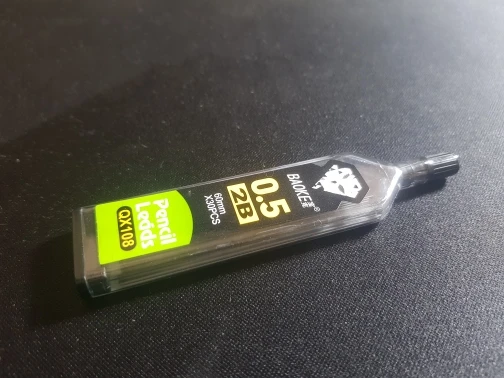 BAOKE®
0.5
2B
60mm
X30PCS
Pencil
Leads
QX108